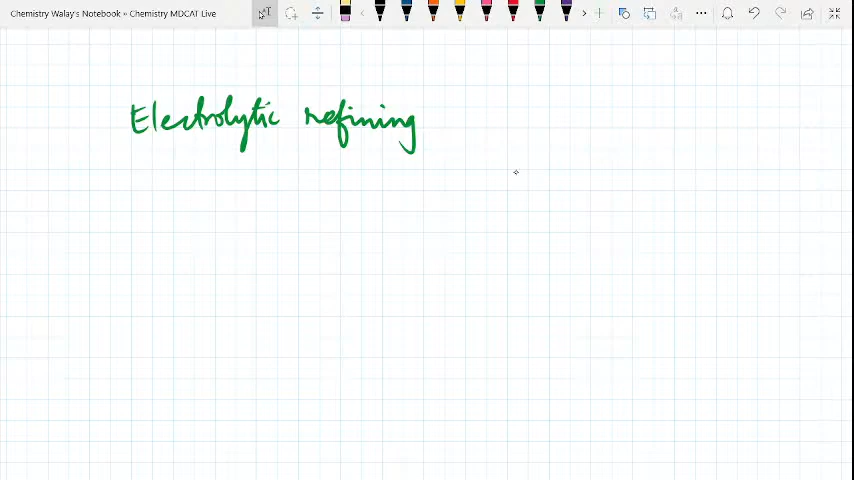 Chemistry Walay's Notebook » Chemistry MDCAT Live
Electrolytic refining